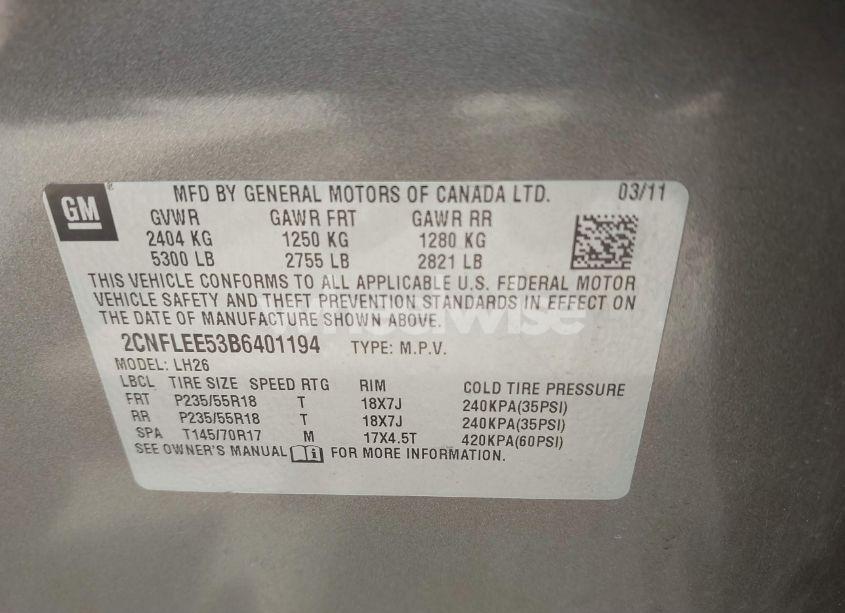 GM MFD BY GENERAL MOTORS OF CANADA LTD. 03/11
GVWR GAWR FRT GAWR RR
2404 KG 1250 KG 1280 KG
5300 LB 2755 LB 2821 LB
THIS VEHICLE CONFORMS TO ALL APPLICABLE U.S. FEDERAL MOTOR
VEHICLE SAFETY AND THEFT PREVENTION STANDARDS IN EFFECT ON
THE DATE OF MANUFACTURE SHOWN ABOVE.
2CNFLEE53B6401194 TYPE: M.P.V.
MODEL: LH26
LBCL TIRE SIZE SPEED RTG RIM COLD TIRE PRESSURE
FRT P235/55R18 T 18X7J 240KPA(35PSI)
RR P235/55R18 T 18X7J 240KPA(35PSI)
SPA T145/70R17 M 17X4.5T 420KPA(60PSI)
SEE OWNER'S MANUAL i FOR MORE INFORMATION.